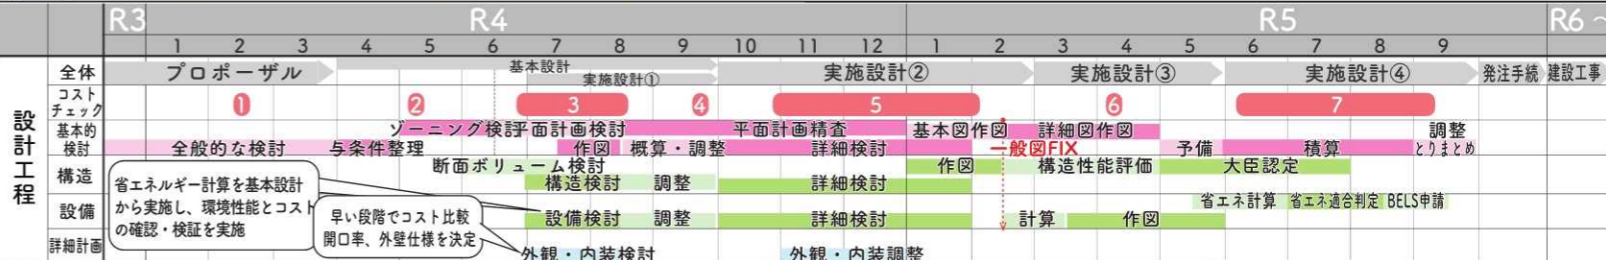 R3 R4 R5 R6～
1 2 3 4 5 6 7 8 9 10 11 12 1 2 3 4 5 6 7 8 9
設計工程
全体 プロポーザル 基本設計 実施設計① 実施設計② 実施設計③ 実施設計④ 発注手続 建設工事
コストチェック 1 2 3 4 5 6 7
基本的検討 ゾーニング検討 平面計画検討 平面計画精査 基本図作図 詳細図作図 調整
全般的な検討 与条件整理 作図 概算・調整 詳細検討 一般図FIX 予備 積算 とりまとめ
構造 断面ボリューム検討 作図 構造性能評価 大臣認定
構造検討 調整 詳細検討
設備 省エネ計算 省エネ適合判定 BELS申請
設備検討 調整 詳細検討 計算 作図
詳細計画 外観・内装検討 外観・内装調整
省エネルギー計算を基本設計
から実施し、環境性能とコスト
の確認・検証を実施
早い段階でコスト比較
開口率、外壁仕様を決定